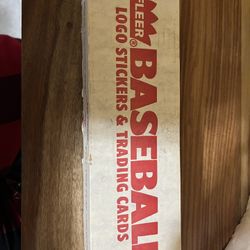 FLEER®
BASEBALL
LOGO STICKERS & TRADING CARDS